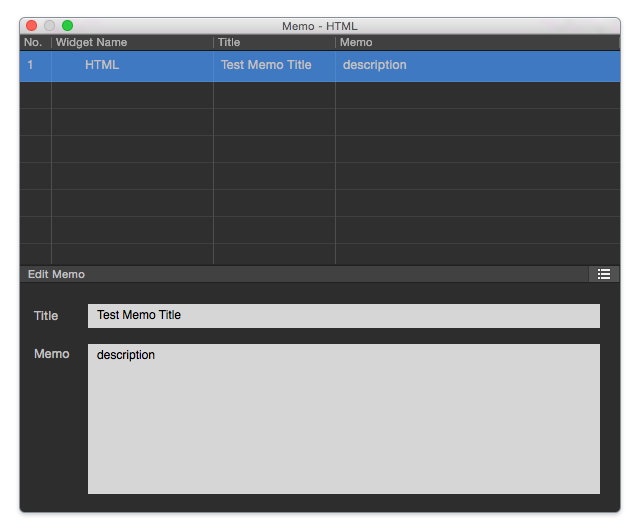 Memo - HTML
No. Widget Name Title Memo
1 HTML Test Memo Title description
Edit Memo
Title Test Memo Title
Memo description